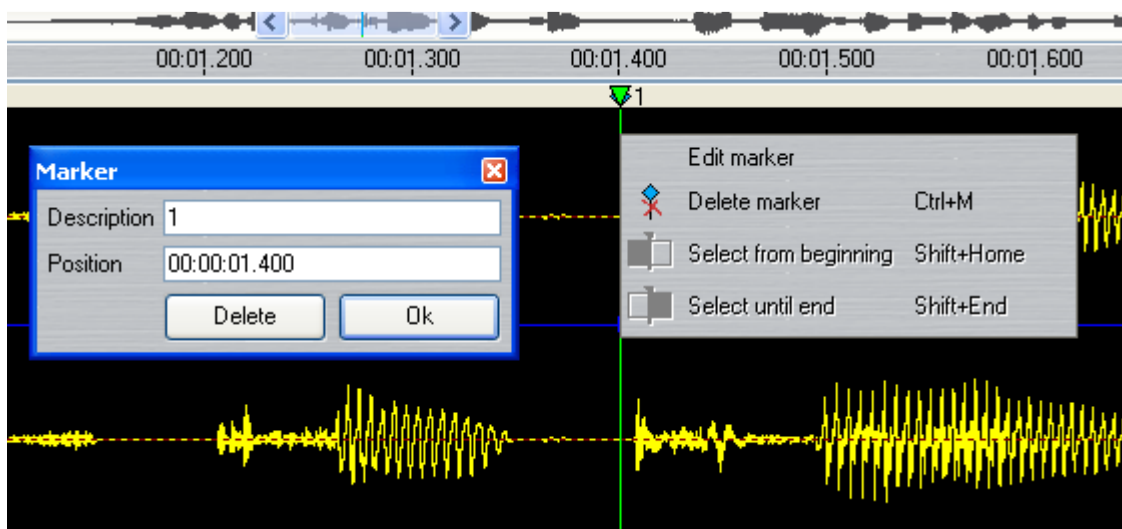 00:01.200 00:01.300 00:01.400 00:01.500 00:01.600
1
Marker
Description 1
Position 00:00:01.400
Delete Ok
Edit marker
Delete marker Ctrl+M
Select from beginning Shift+Home
Select until end Shift+End